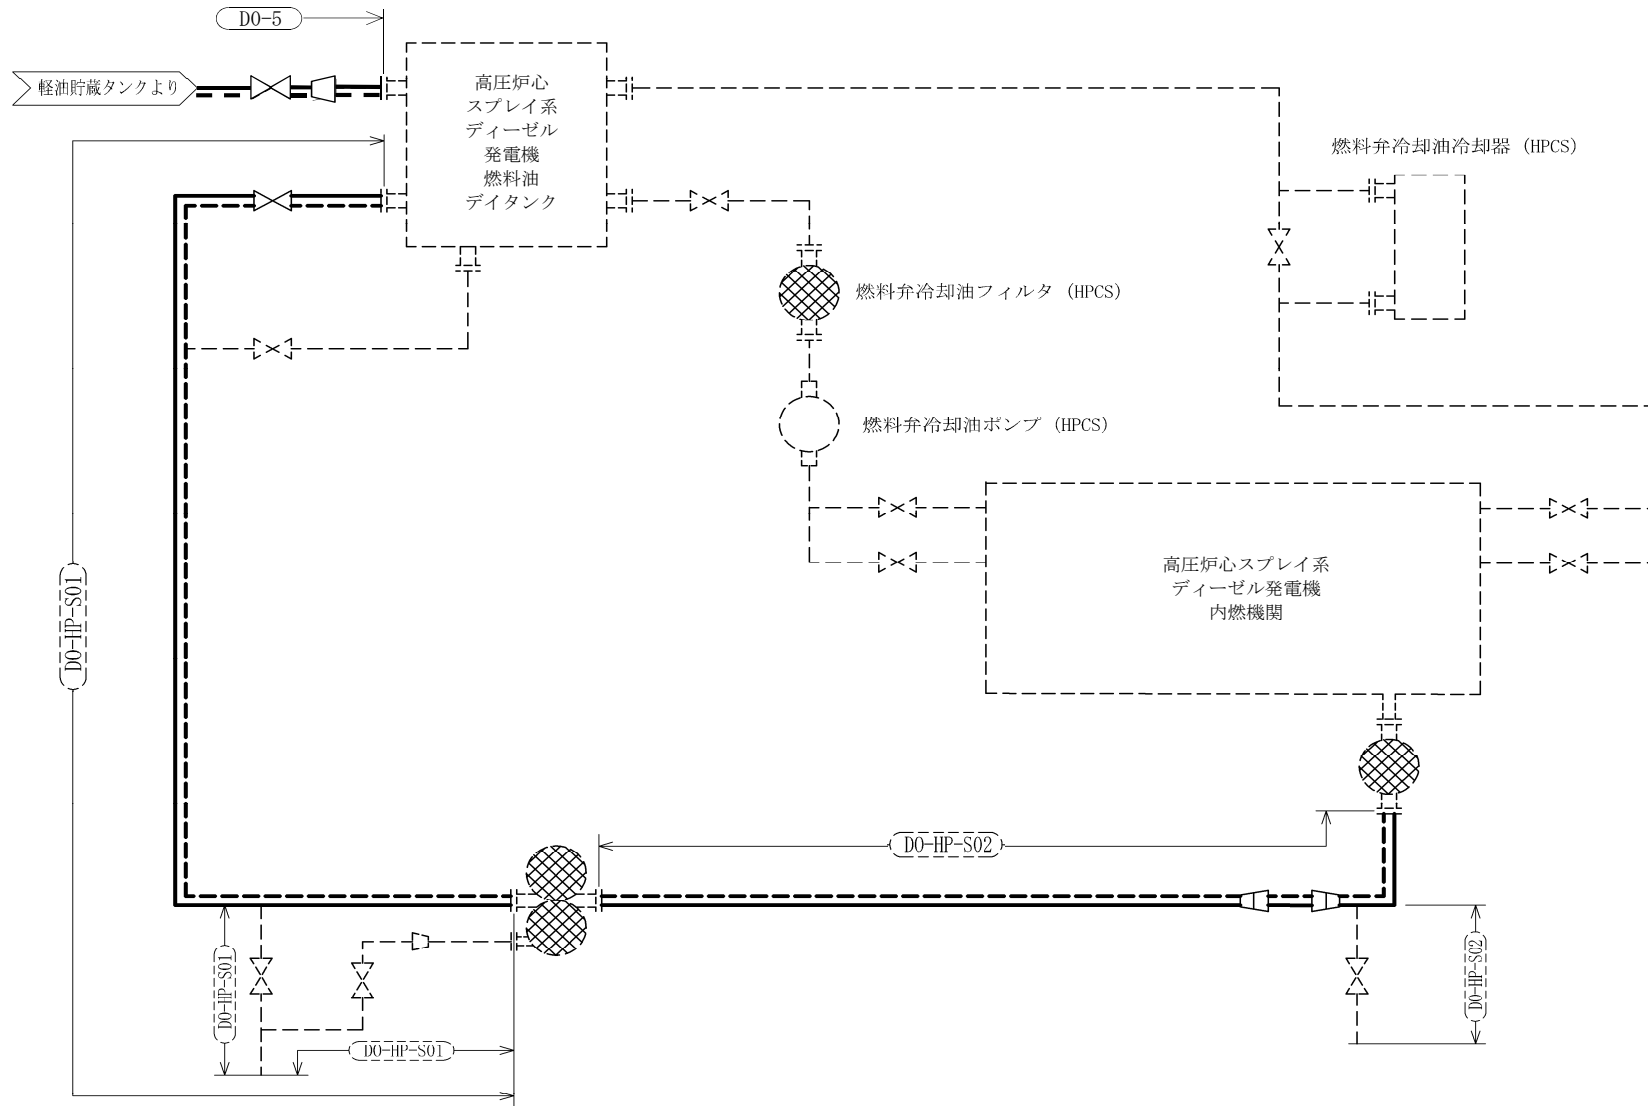 DO-5
軽油貯蔵タンクより
高圧炉心
スプレイ系
ディーゼル
発電機
燃料油
デイタンク
燃料弁冷却油冷却器 (HPCS)
燃料弁冷却油フィルタ (HPCS)
燃料弁冷却油ポンプ (HPCS)
高圧炉心スプレイ系
ディーゼル発電機
内燃機関
DO-HP-S01
DO-HP-S02
DO-HP-S01
DO-HP-S01
DO-HP-S02